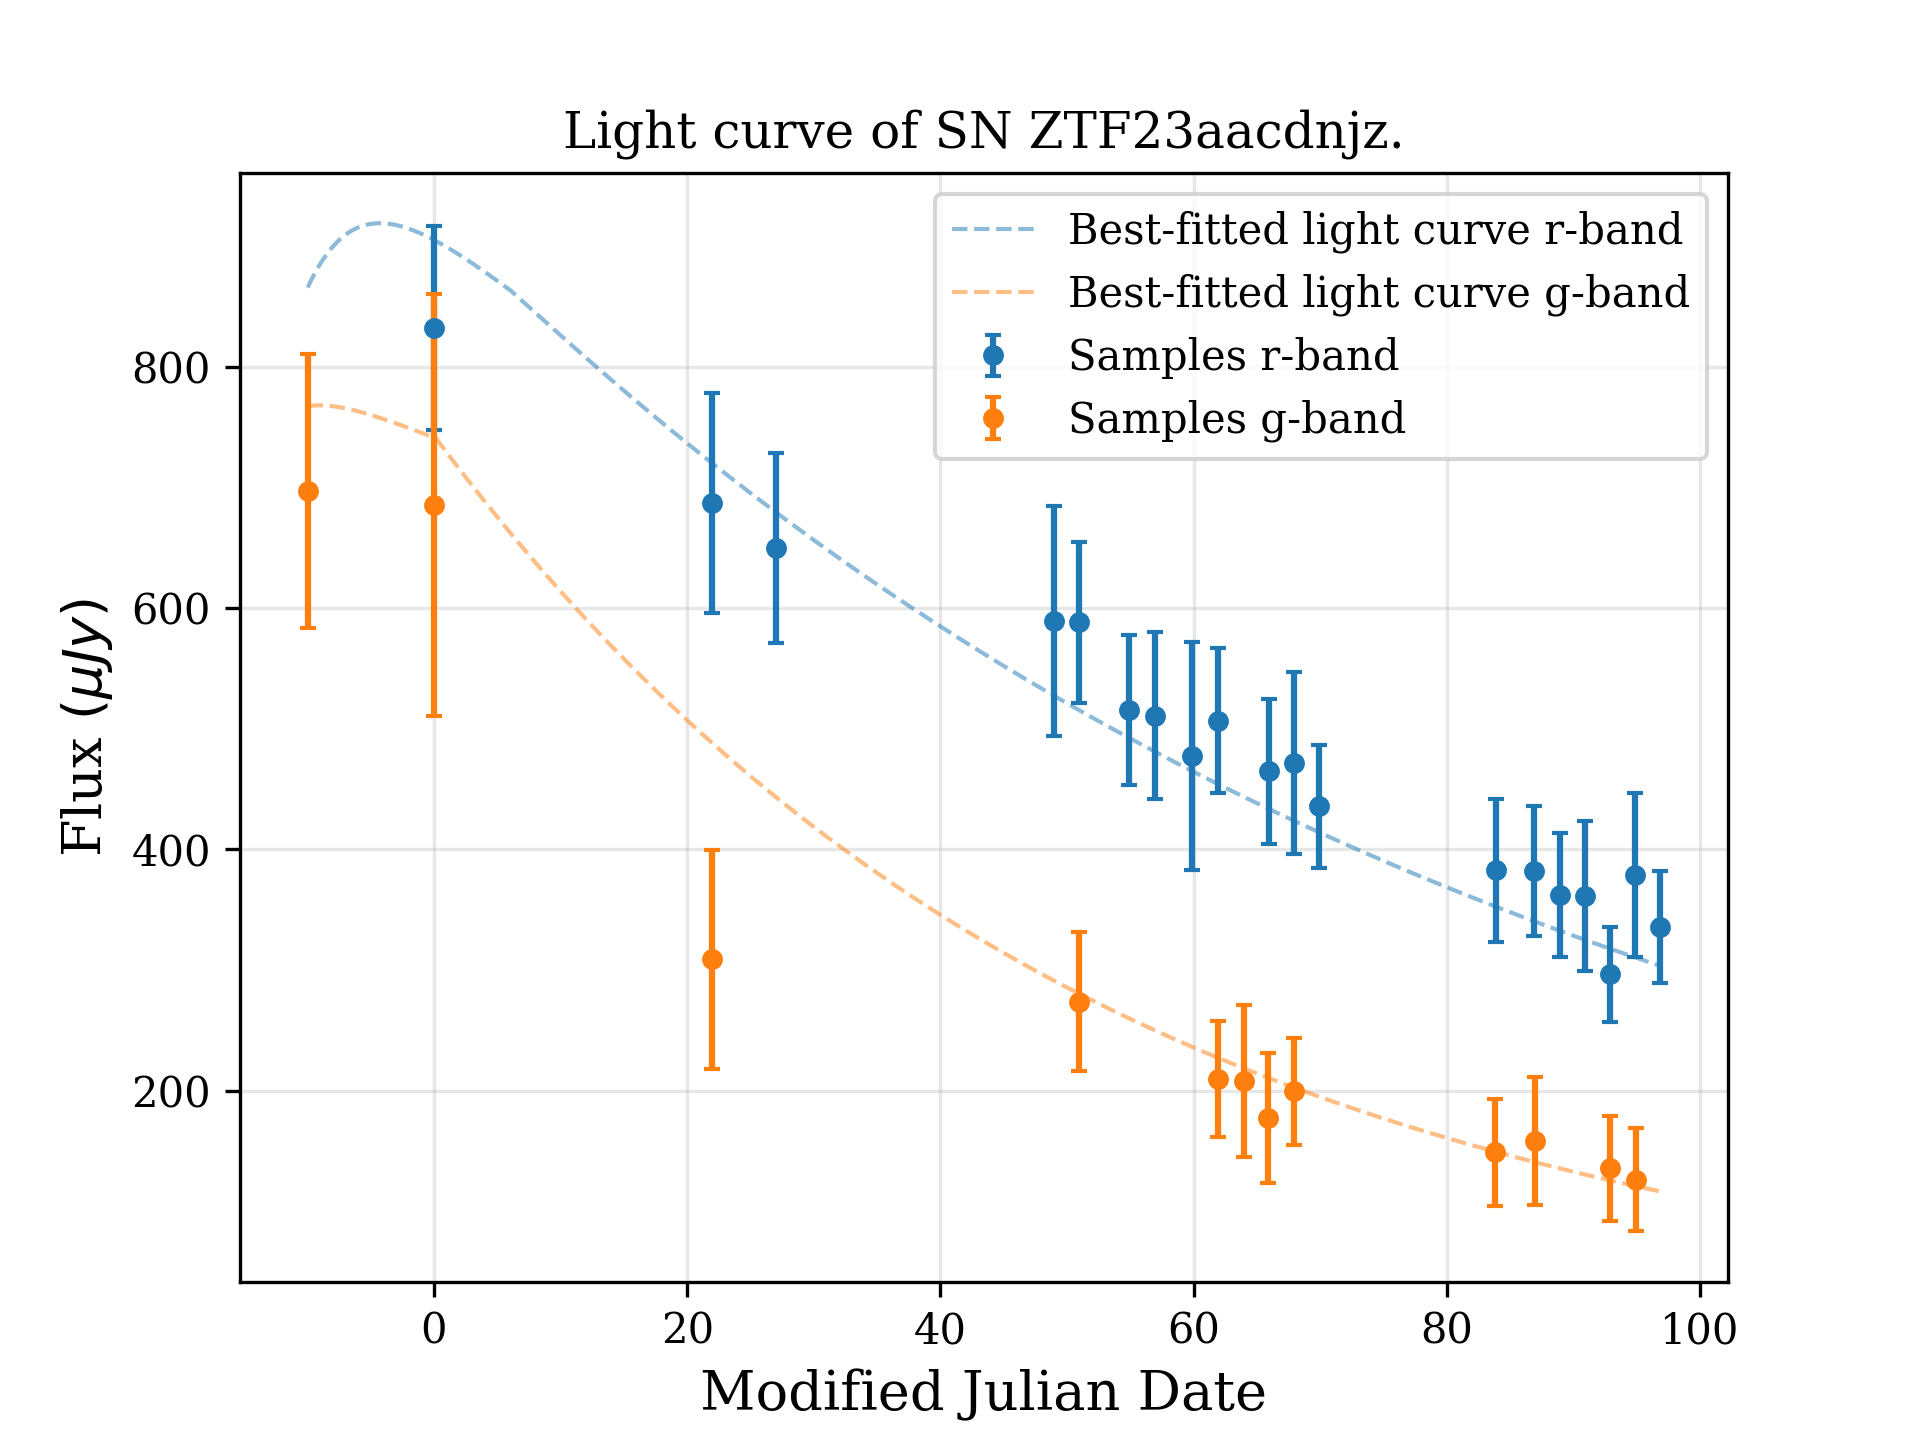 Light curve of SN ZTF23aacdnjz.
Best-fitted light curve r-band
Best-fitted light curve g-band
Samples r-band
Samples g-band
800
600
400
200
Flux (μJy)
0 20 40 60 80 100
Modified Julian Date